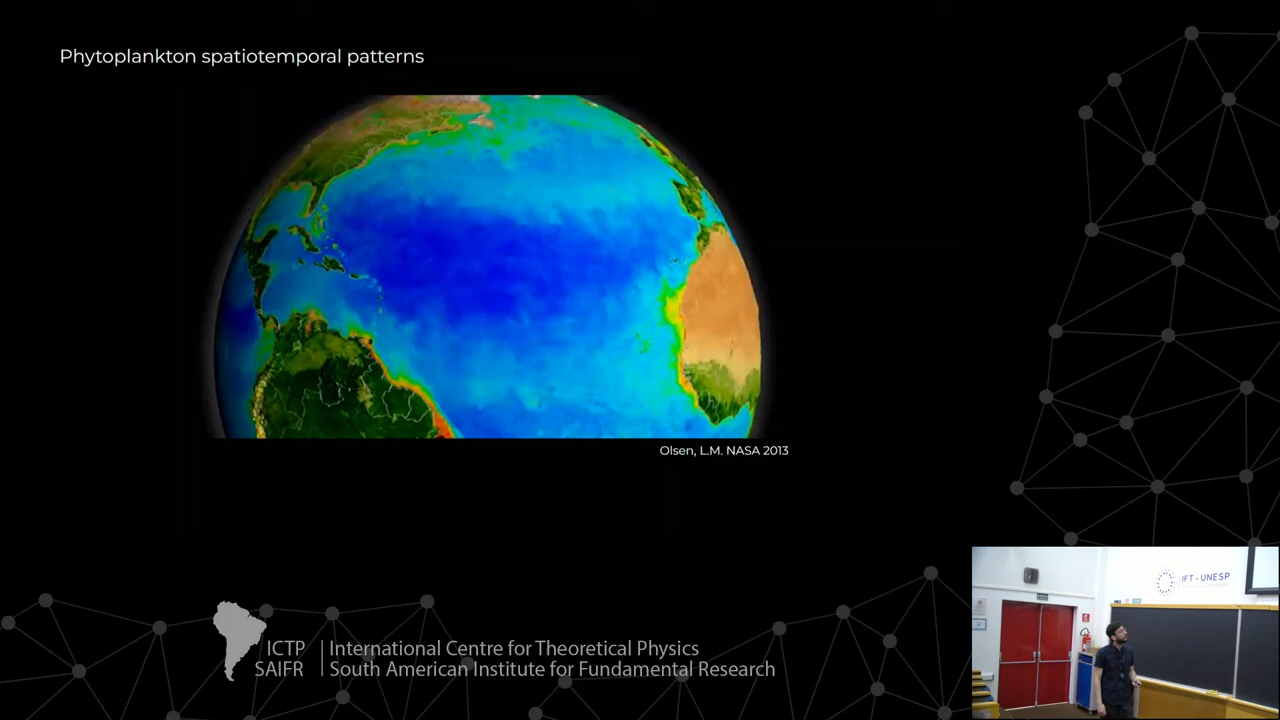 Phytoplankton spatiotemporal patterns
Olsen, L.M. NASA 2013
IFT - UNESP
ICTP
SAIFR
International Centre for Theoretical Physics
South American Institute for Fundamental Research